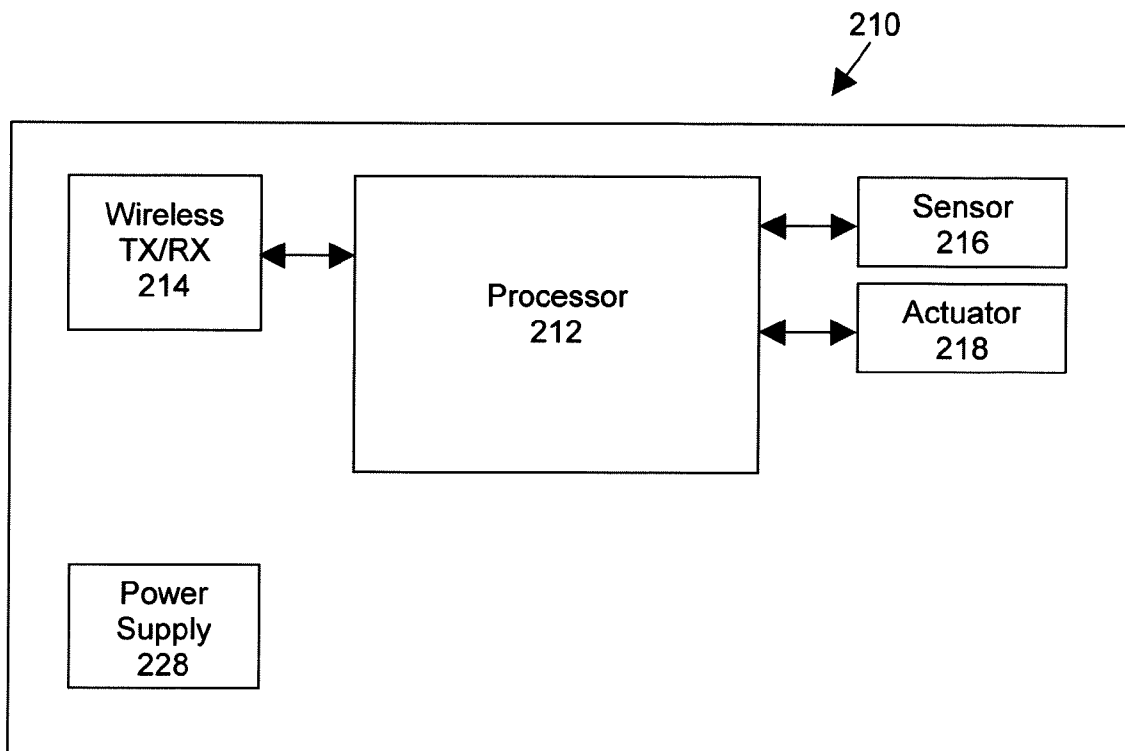 210
Wireless
TX/RX
214
Processor
212
Sensor
216
Actuator
218
Power
Supply
228